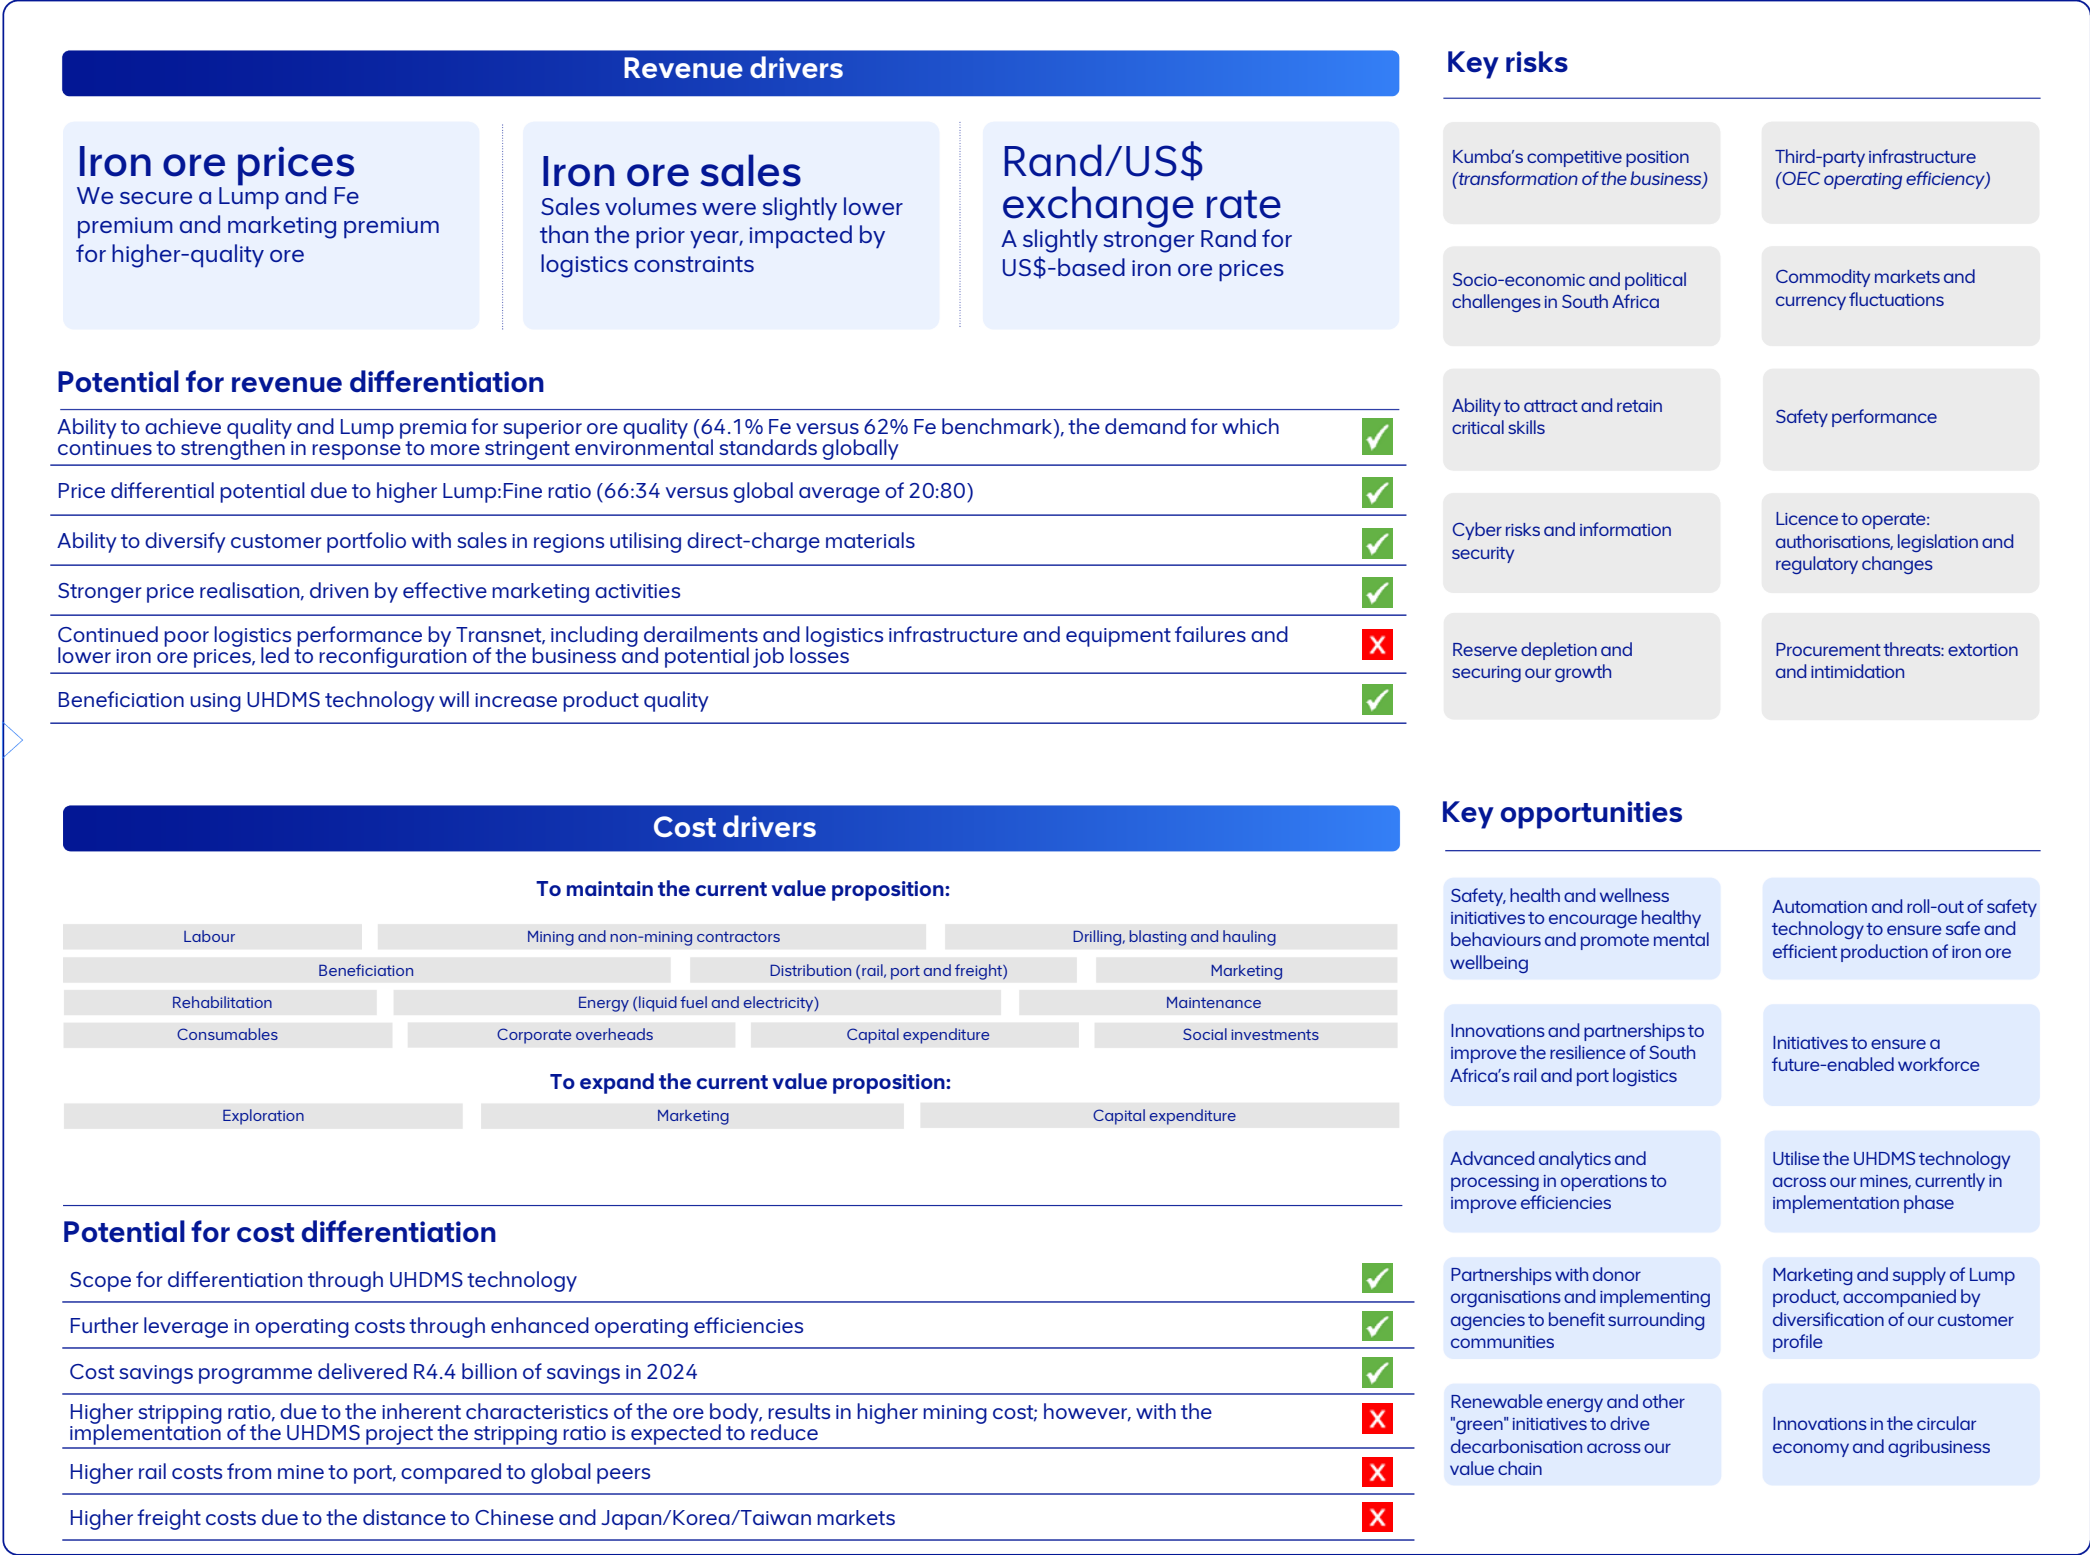 Revenue drivers
Iron ore prices
We secure a Lump and Fe
premium and marketing premium
for higher-quality ore
Iron ore sales
Sales volumes were slightly lower
than the prior year, impacted by
logistics constraints
Rand/US$
exchange rate
A slightly stronger Rand for
US$-based iron ore prices
Potential for revenue differentiation
Ability to achieve quality and Lump premia for superior ore quality (64.1% Fe versus 62% Fe benchmark), the demand for which
continues to strengthen in response to more stringent environmental standards globally
Price differential potential due to higher Lump:Fine ratio (66:34 versus global average of 20:80)
Ability to diversify customer portfolio with sales in regions utilising direct-charge materials
Stronger price realisation, driven by effective marketing activities
Continued poor logistics performance by Transnet, including derailments and logistics infrastructure and equipment failures and
lower iron ore prices, led to reconfiguration of the business and potential job losses
X
Beneficiation using UHDMS technology will increase product quality
Key risks
Kumba's competitive position
(transformation of the business)
Third-party infrastructure
(OEC operating efficiency)
Socio-economic and political
challenges in South Africa
Commodity markets and
currency fluctuations
Ability to attract and retain
critical skills
Safety performance
Cyber risks and information
security
Licence to operate:
authorisations, legislation and
regulatory changes
Reserve depletion and
securing our growth
Procurement threats: extortion
and intimidation
Cost drivers
To maintain the current value proposition:
Labour
Mining and non-mining contractors
Drilling, blasting and hauling
Beneficiation
Distribution (rail, port and freight)
Marketing
Rehabilitation
Energy (liquid fuel and electricity)
Maintenance
Consumables
Corporate overheads
Capital expenditure
Social investments
To expand the current value proposition:
Exploration
Marketing
Capital expenditure
Potential for cost differentiation
Scope for differentiation through UHDMS technology
Further leverage in operating costs through enhanced operating efficiencies
Cost savings programme delivered R4.4 billion of savings in 2024
Higher stripping ratio, due to the inherent characteristics of the ore body, results in higher mining cost; however, with the
implementation of the UHDMS project the stripping ratio is expected to reduce
X
Higher rail costs from mine to port, compared to global peers
X
Higher freight costs due to the distance to Chinese and Japan/Korea/Taiwan markets
X
Key opportunities
Safety, health and wellness
initiatives to encourage healthy
behaviours and promote mental
wellbeing
Automation and roll-out of safety
technology to ensure safe and
efficient production of iron ore
Innovations and partnerships to
improve the resilience of South
Africa's rail and port logistics
Initiatives to ensure a
future-enabled workforce
Advanced analytics and
processing in operations to
improve efficiencies
Utilise the UHDMS technology
across our mines, currently in
implementation phase
Partnerships with donor
organisations and implementing
agencies to benefit surrounding
communities
Marketing and supply of Lump
product, accompanied by
diversification of our customer
profile
Renewable energy and other
"green" initiatives to drive
decarbonisation across our
value chain
Innovations in the circular
economy and agribusiness